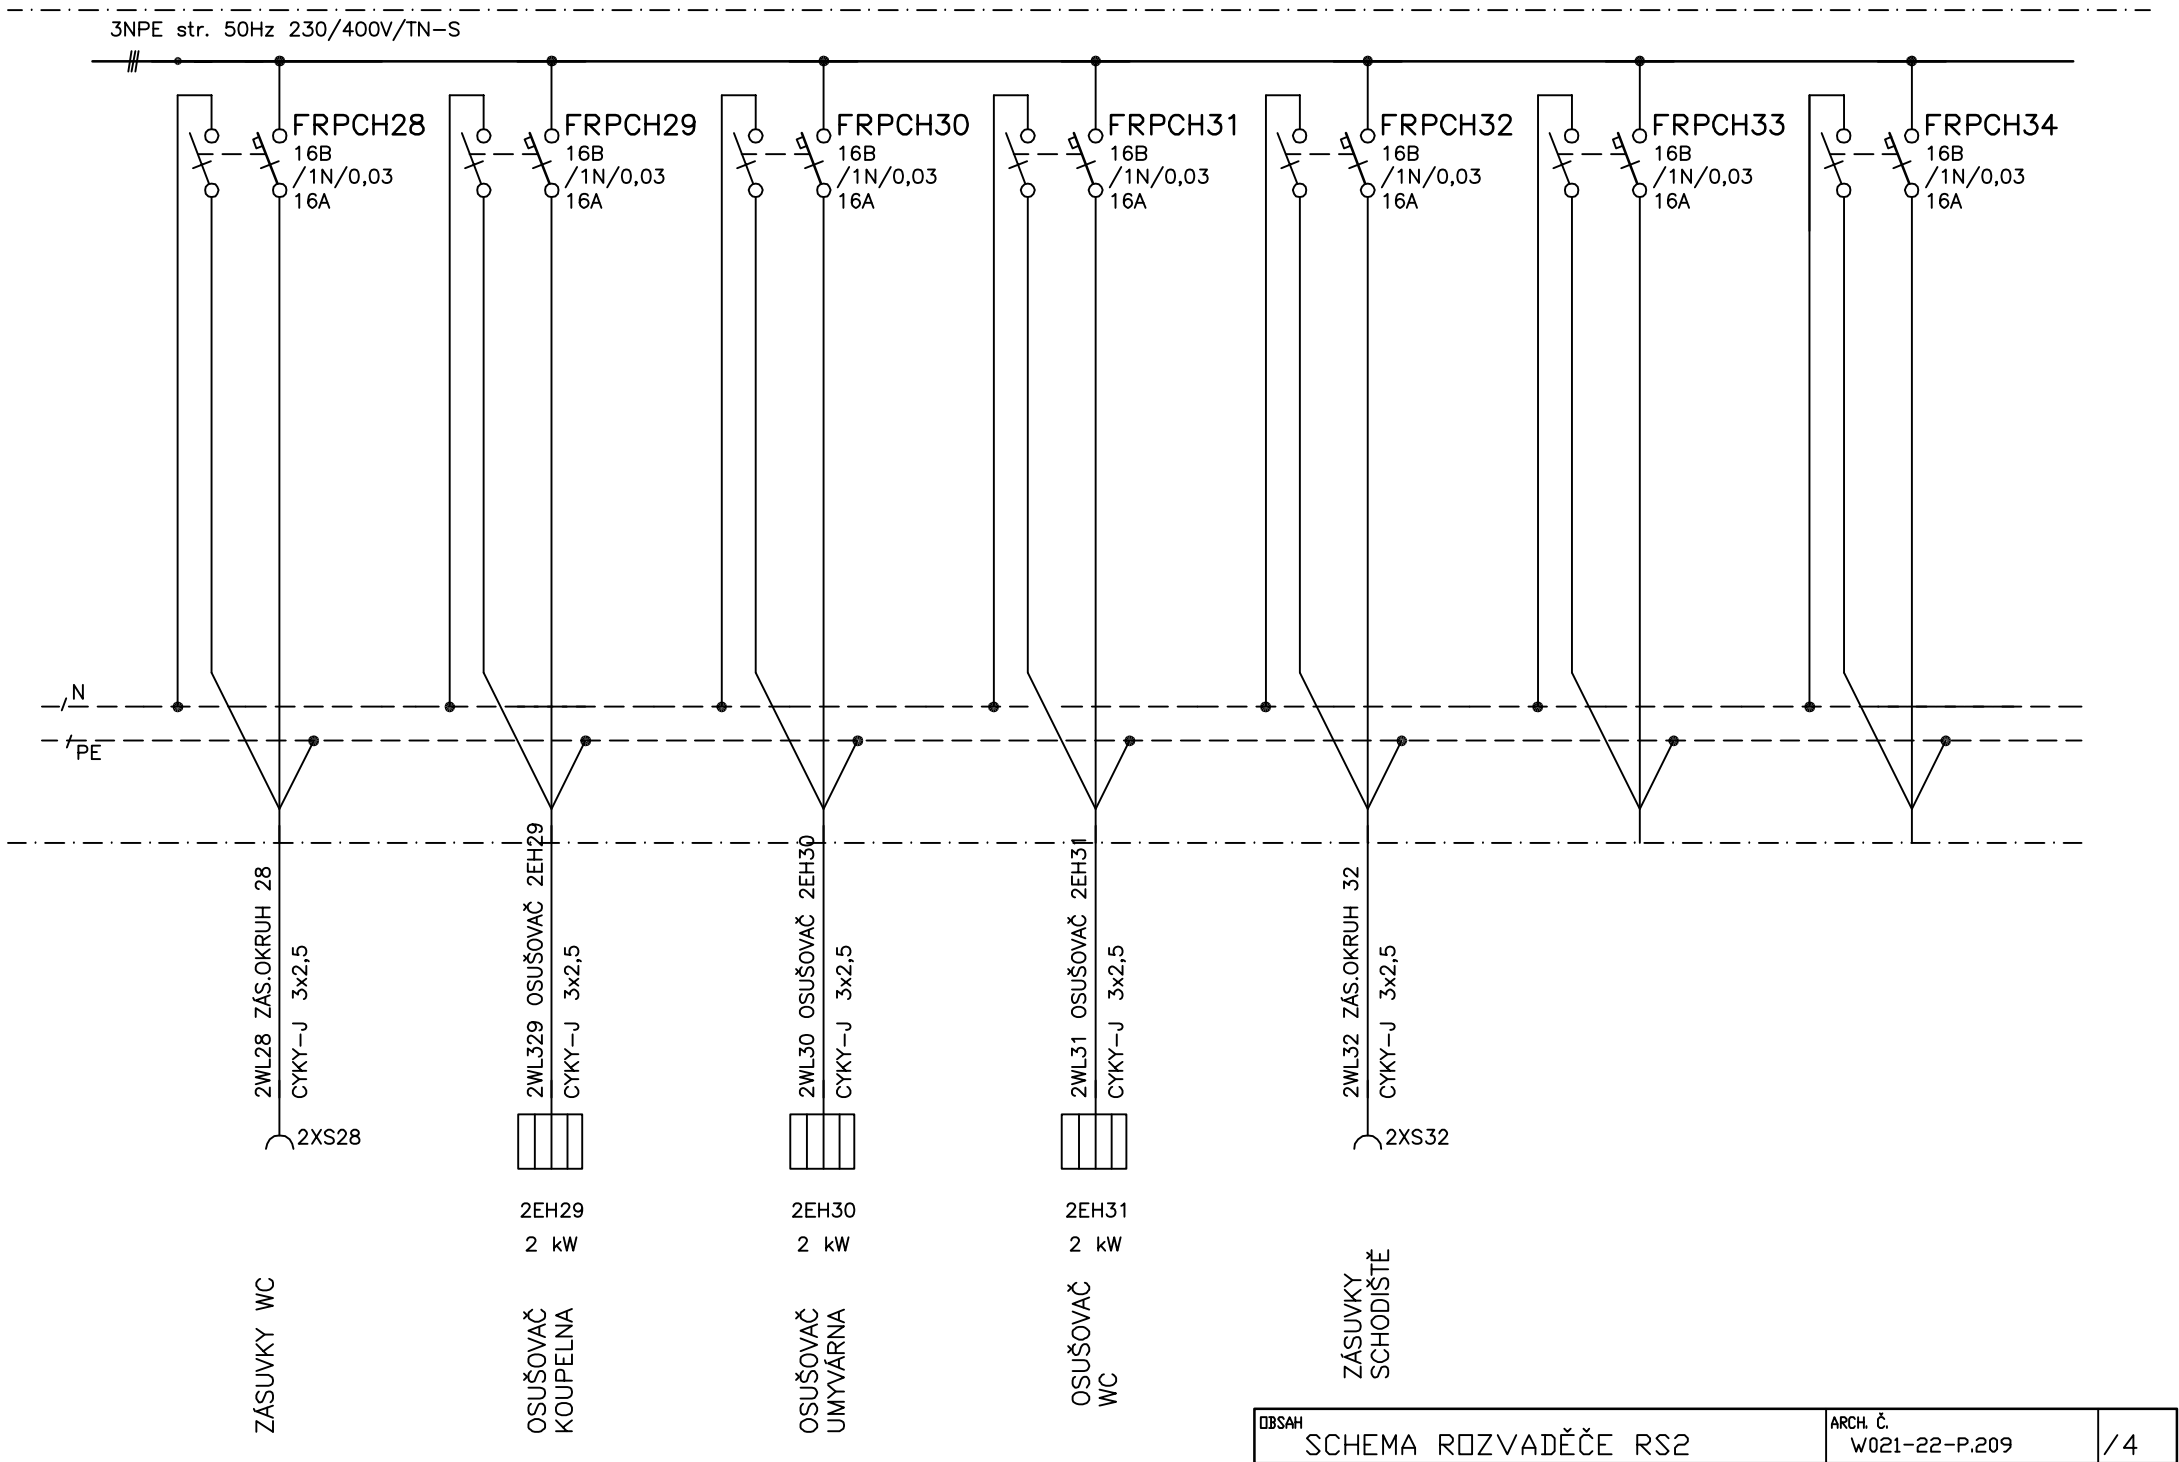 3NPE str. 50Hz 230/400V/TN-S
FRPCH28
16B
/1N/0,03
16A
FRPCH29
16B
/1N/0,03
16A
FRPCH30
16B
/1N/0,03
16A
FRPCH31
16B
/1N/0,03
16A
FRPCH32
16B
/1N/0,03
16A
FRPCH33
16B
/1N/0,03
16A
FRPCH34
16B
/1N/0,03
16A
N
PE
2WL28 ZÁS.OKRUH 28
CYKY-J 3x2,5
2WL329 OSUŠOVAČ 2EH29
CYKY-J 3x2,5
2WL30 OSUŠOVAČ 2EH30
CYKY-J 3x2,5
2WL31 OSUŠOVAČ 2EH31
CYKY-J 3x2,5
2WL32 ZÁS.OKRUH 32
CYKY-J 3x2,5
2XS28
2XS32
2EH29
2 kW
2EH30
2 kW
2EH31
2 kW
ZÁSUVKY WC
OSUŠOVAČ
KOUPELNA
OSUŠOVAČ
UMYVÁRNA
OSUŠOVAČ
WC
ZÁSUVKY
SCHODIŠTĚ
OBSAH
SCHEMA ROZVADĚČE RS2
ARCH. Č.
W021-22-P.209
/4